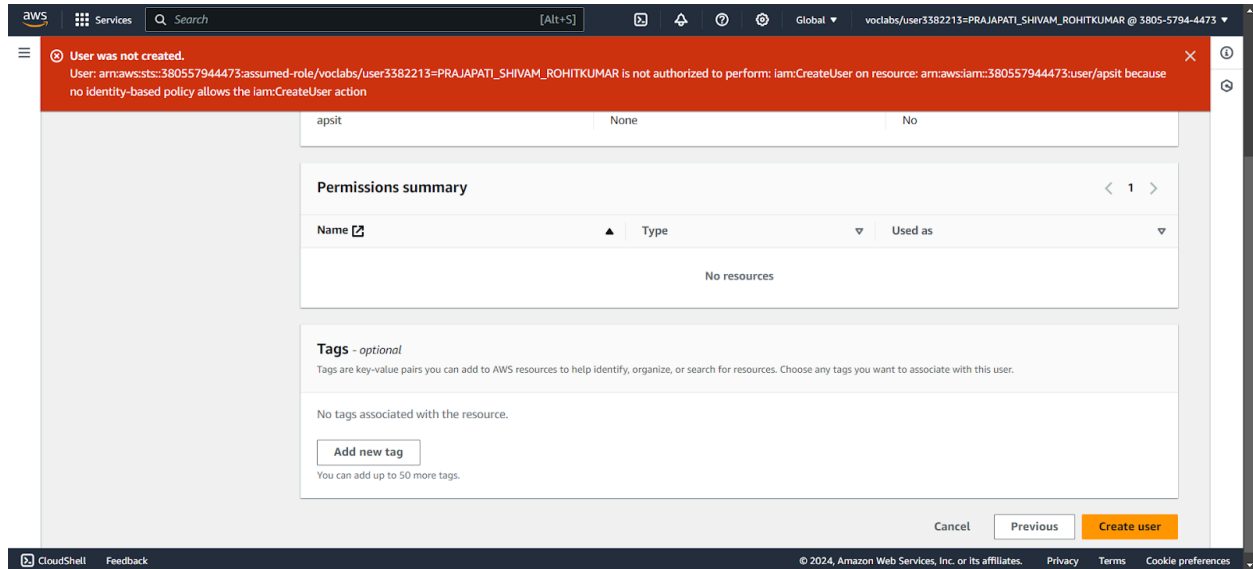 aws
Services
Search
[Alt+S]
Global
voclabs/user3382213=PRAJAPATI_SHIVAM_ROHITKUMAR @ 3805-5794-4473
User was not created.
User: arn:aws:sts::380557944473:assumed-role/voclabs/user3382213=PRAJAPATI_SHIVAM_ROHITKUMAR is not authorized to perform: iam:CreateUser on resource: arn:aws:iam::380557944473:user/apsit because
no identity-based policy allows the iam:CreateUser action
apsit None No
Permissions summary
1
Name Type Used as
No resources
Tags - optional
Tags are key-value pairs you can add to AWS resources to help identify, organize, or search for resources. Choose any tags you want to associate with this user.
No tags associated with the resource.
Add new tag
You can add up to 50 more tags.
Cancel Previous Create user
CloudShell Feedback © 2024, Amazon Web Services, Inc. or its affiliates. Privacy Terms Cookie preferences